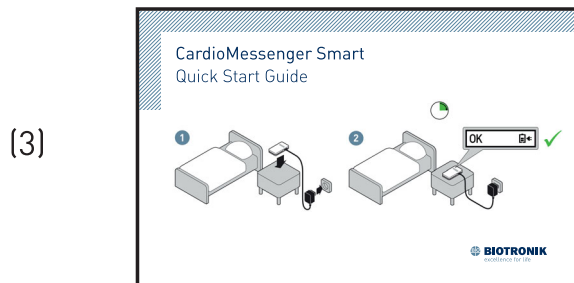 CardioMessenger Smart
Quick Start Guide
(3)
1
2
OK
BIOTRONIK
excellence for life